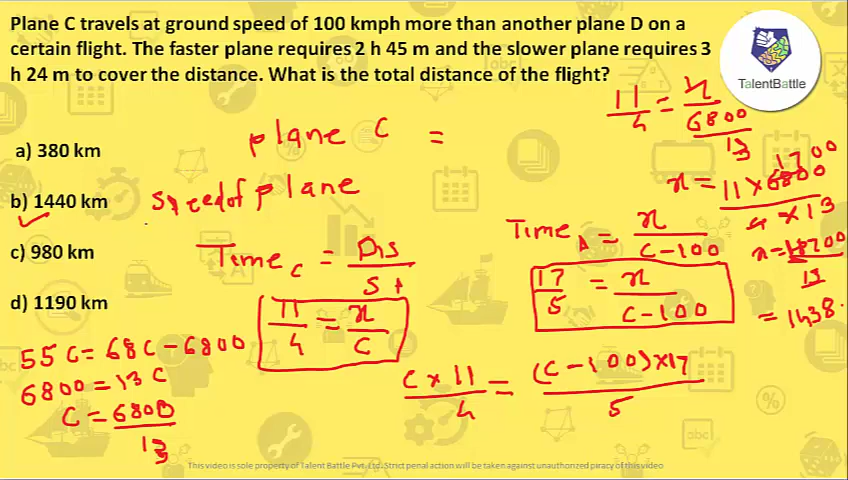 Plane C travels at ground speed of 100 kmph more than another plane D on a
certain flight. The faster plane requires 2 h 45 m and the slower plane requires 3
h 24 m to cover the distance. What is the total distance of the flight?
TalentBattle
a) 380 km
b) 1440 km
c) 980 km
d) 1190 km
plane C =
speed of plane
Time C = Dis / S
11/4 = x/C
Time = x / C-100
17/5 = x / C-100
C × 11 / 4 = (C-100) × 17 / 5
55C = 68C - 6800
6800 = 13C
C = 6800 / 13
11/4 = x / 6800/13
1700
x = 11 × 6800 / 4 × 13
x = 18700 / 13
= 1438.
This video is sole property of Talent Battle Pvt. Ltd. Strict penal action will be taken against unauthorized piracy of this video